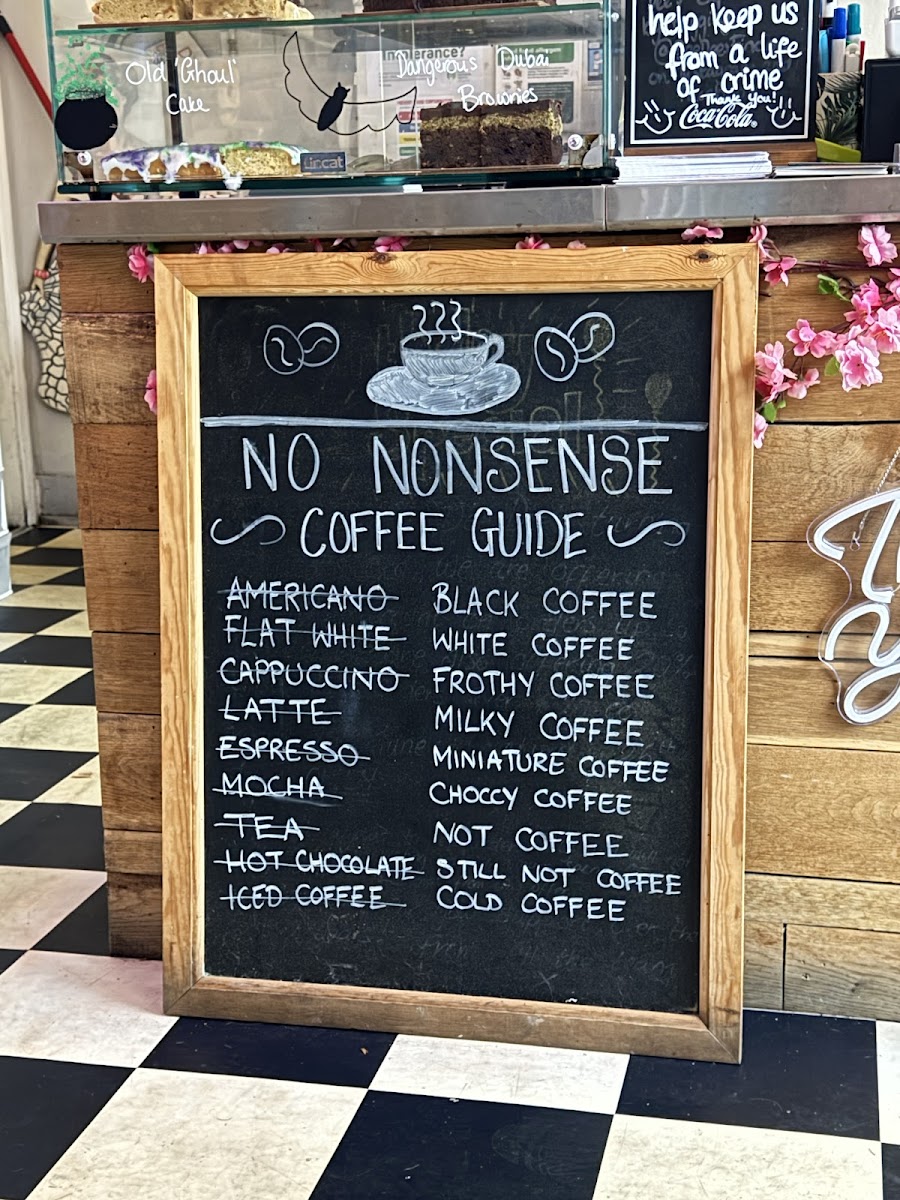 Old 'Ghoul'
Cake
Dangerous Dubai
Brownies
Lincat
help keep us
from a life
of crime
Thank you!
Coca-Cola
NO NONSENSE
COFFEE GUIDE
AMERICANO BLACK COFFEE
FLAT WHITE WHITE COFFEE
CAPPUCCINO FROTHY COFFEE
LATTE MILKY COFFEE
ESPRESSO MINIATURE COFFEE
MOCHA CHOCCY COFFEE
TEA NOT COFFEE
HOT CHOCOLATE STILL NOT COFFEE
ICED COFFEE COLD COFFEE